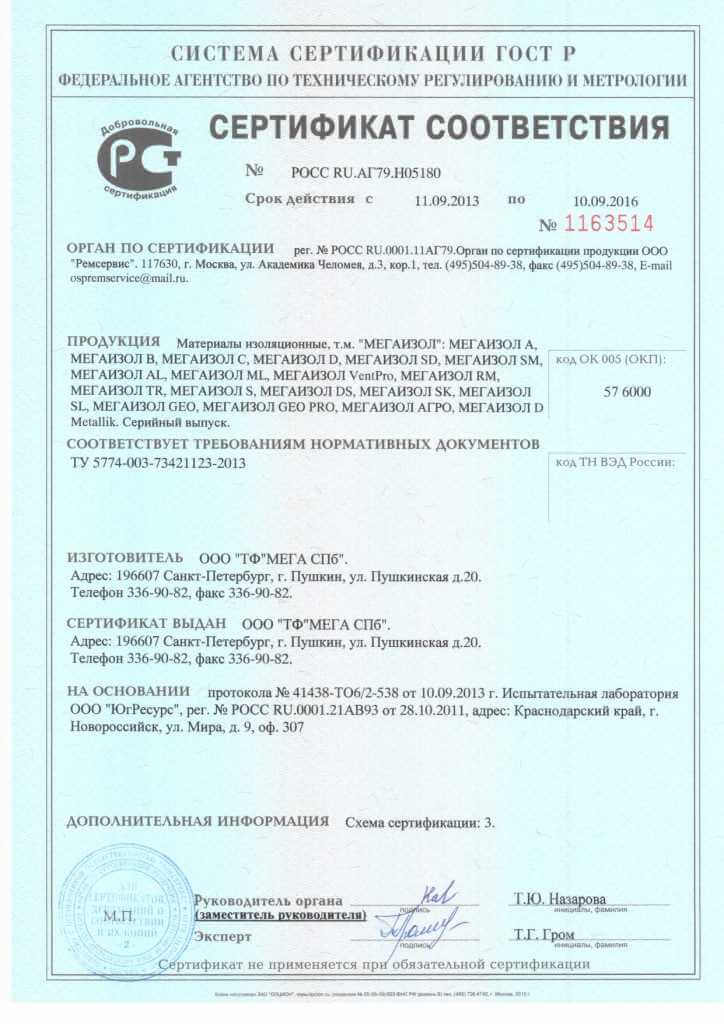 СИСТЕМА СЕРТИФИКАЦИИ ГОСТ Р
ФЕДЕРАЛЬНОЕ АГЕНТСТВО ПО ТЕХНИЧЕСКОМУ РЕГУЛИРОВАНИЮ И МЕТРОЛОГИИ
Добровольная
РСТ
сертификация
СЕРТИФИКАТ СООТВЕТСТВИЯ
№ РОСС RU.АГ79.Н05180
Срок действия с 11.09.2013 по 10.09.2016
№ 1163514
ОРГАН ПО СЕРТИФИКАЦИИ рег. № РОСС RU.0001.11АГ79.Орган по сертификации продукции ООО
"Ремсервис". 117630, г. Москва, ул. Академика Челомея, д.3, кор.1, тел. (495)504-89-38, факс (495)504-89-38, E-mail
ospremservice@mail.ru.
ПРОДУКЦИЯ Материалы изоляционные, т.м. "МЕГАИЗОЛ": МЕГАИЗОЛ A,
МЕГАИЗОЛ B, МЕГАИЗОЛ C, МЕГАИЗОЛ D, МЕГАИЗОЛ SD, МЕГАИЗОЛ SM,
МЕГАИЗОЛ AL, МЕГАИЗОЛ ML, МЕГАИЗОЛ VentPro, МЕГАИЗОЛ RM,
МЕГАИЗОЛ TR, МЕГАИЗОЛ S, МЕГАИЗОЛ DS, МЕГАИЗОЛ SK, МЕГАИЗОЛ
SL, МЕГАИЗОЛ GEO, МЕГАИЗОЛ GEO PRO, МЕГАИЗОЛ АГРО, МЕГАИЗОЛ D
Metallik. Серийный выпуск.
код ОК 005 (ОКП):
57 6000
СООТВЕТСТВУЕТ ТРЕБОВАНИЯМ НОРМАТИВНЫХ ДОКУМЕНТОВ
ТУ 5774-003-73421123-2013
код ТН ВЭД России:
ИЗГОТОВИТЕЛЬ ООО "ТФ"МЕГА СПб".
Адрес: 196607 Санкт-Петербург, г. Пушкин, ул. Пушкинская д.20.
Телефон 336-90-82, факс 336-90-82.
СЕРТИФИКАТ ВЫДАН ООО "ТФ"МЕГА СПб".
Адрес: 196607 Санкт-Петербург, г. Пушкин, ул. Пушкинская д.20.
Телефон 336-90-82, факс 336-90-82.
НА ОСНОВАНИИ протокола № 41438-ТО6/2-538 от 10.09.2013 г. Испытательная лаборатория
ООО "ЮгРесурс", рег. № РОСС RU.0001.21АВ93 от 28.10.2011, адрес: Краснодарский край, г.
Новороссийск, ул. Мира, д. 9, оф. 307
ДОПОЛНИТЕЛЬНАЯ ИНФОРМАЦИЯ Схема сертификации: 3.
ДЛЯ
СЕРТИФИКАТОВ
И ИХ КОПИЙ
2
М.П.
Руководитель органа
(заместитель руководителя)
подпись
Т.Ю. Назарова
инициалы, фамилия
Эксперт
подпись
Т.Г. Гром
инициалы, фамилия
Сертификат не применяется при обязательной сертификации